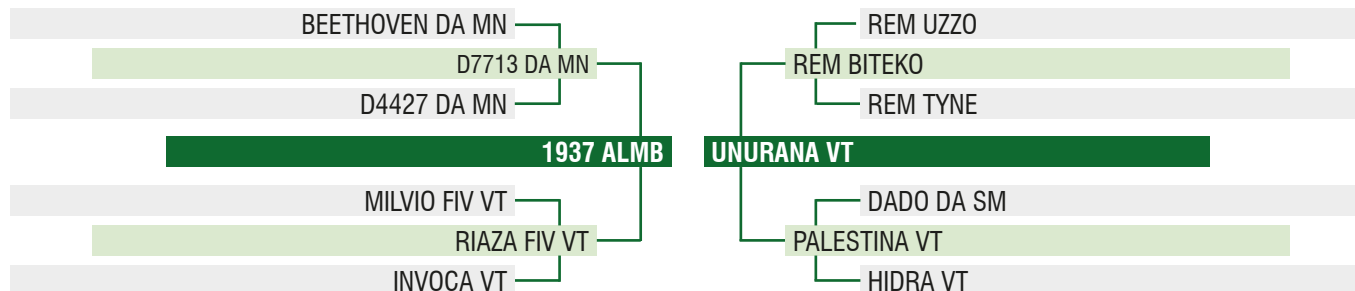 BEETHOVEN DA MN
D7713 DA MN
D4427 DA MN
1937 ALMB
MILVIO FIV VT
RIAZA FIV VT
INVOCA VT
REM UZZO
REM BITEKO
REM TYNE
UNURANA VT
DADO DA SM
PALESTINA VT
HIDRA VT